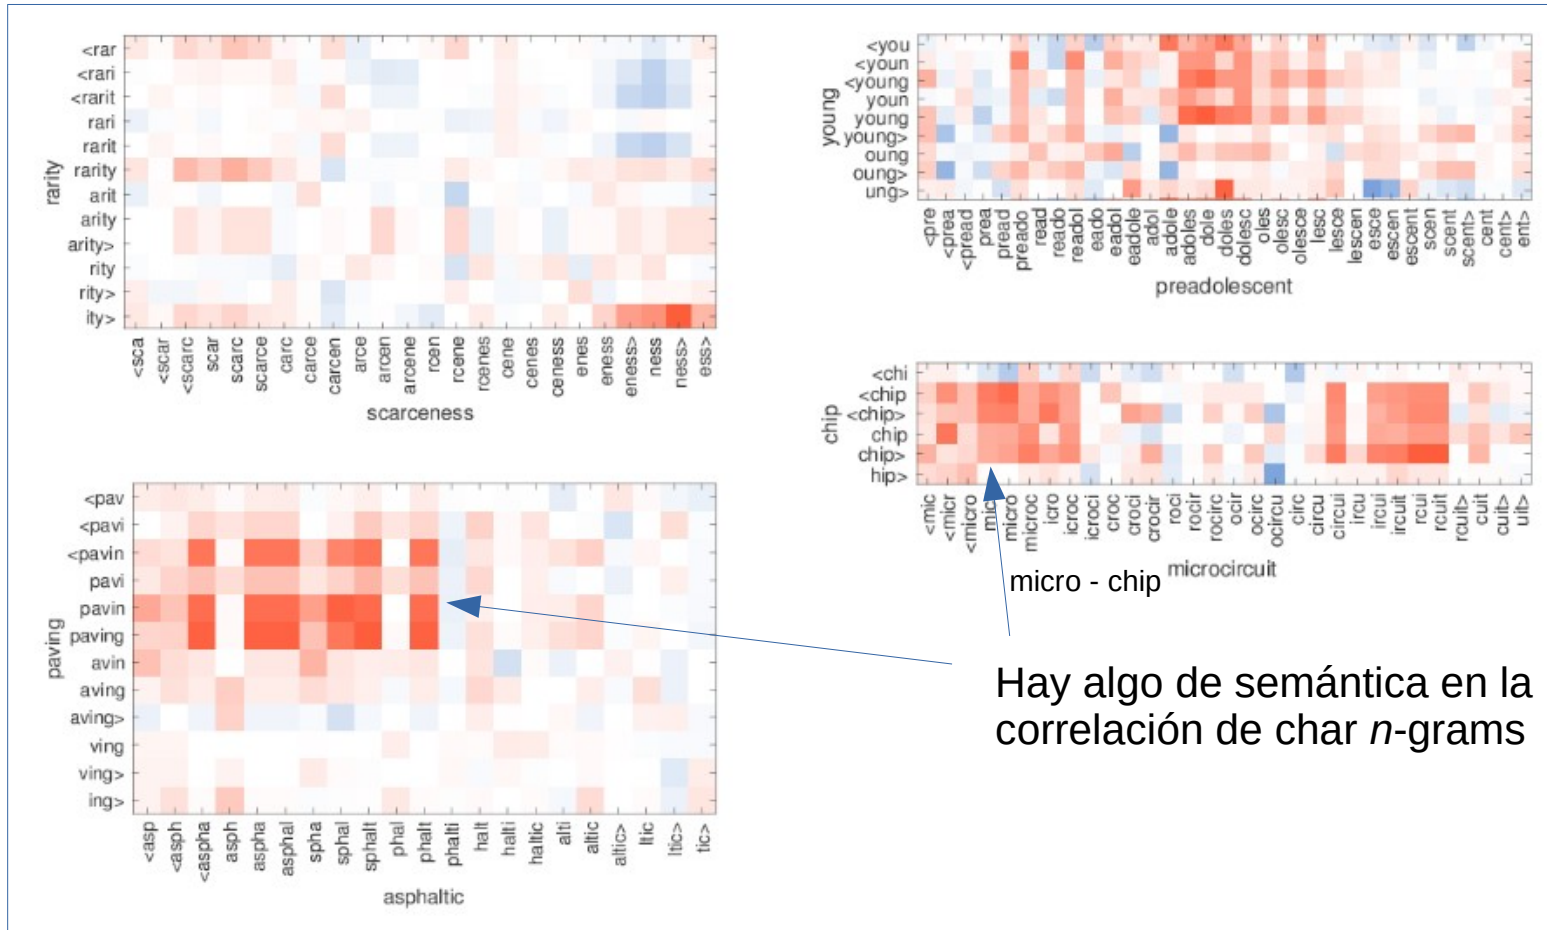 <rar
<rari
<rarit
rari
rarit
rarity
arit
arity
arity>
rity
rity>
ity>
rarity
<sca
<scar
<scarc
scar
scarc
scarce
carc
carce
carcen
arce
arcen
arcene
rcen
rcene
rcenes
cene
cenes
ceness
enes
eness
eness>
ness
ness>
ess>
scarceness
<you
<youn
<young
youn
young
young>
oung
oung>
ung>
young
<pre
<prea
<pread
prea
pread
preado
read
reado
readol
eado
eadol
eadole
adol
adole
adoles
dole
doles
dolesc
oles
olesc
olesce
lesc
lesce
lescen
esce
escen
escent
scen
scent
scent>
cent
cent>
ent>
preadolescent
<chi
<chip
<chip>
chip
chip>
hip>
chip
<mic
<micr
<micro
mic
micro
microc
icro
icroc
icroci
croc
croci
crocir
roci
rocir
rocirc
ocir
ocirc
ocircu
circ
circu
circui
ircu
ircui
ircuit
rcui
rcuit
rcuit>
cuit
cuit>
uit>
microcircuit
micro - chip
<pav
<pavi
<pavin
pavi
pavin
paving
avin
aving
aving>
ving
ving>
ing>
paving
<asp
<asph
<aspha
asph
aspha
asphal
spha
sphal
sphalt
phal
phalt
phalti
halt
halti
haltic
alti
altic
altic>
ltic
ltic>
tic>
asphaltic
Hay algo de semántica en la
correlación de char n-grams